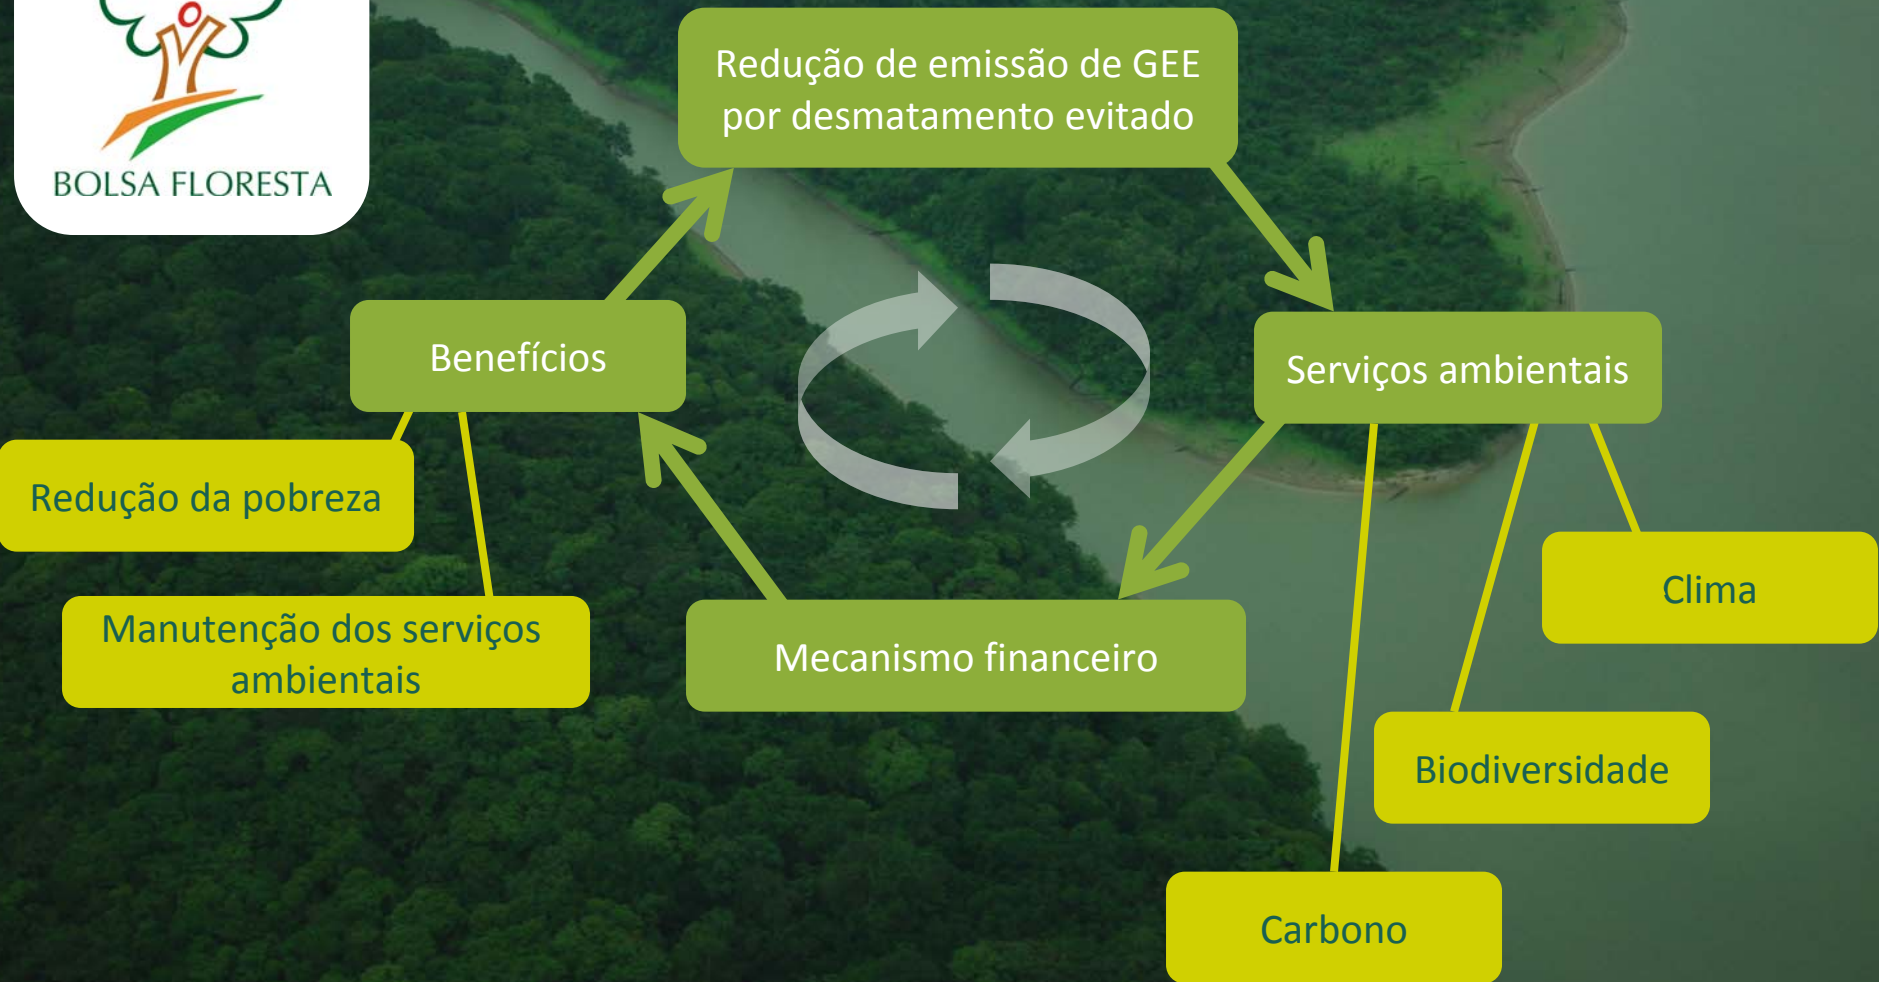 BOLSA FLORESTA
Redução de emissão de GEE
por desmatamento evitado
Benefícios
Serviços ambientais
Redução da pobreza
Manutenção dos serviços
ambientais
Mecanismo financeiro
Clima
Biodiversidade
Carbono